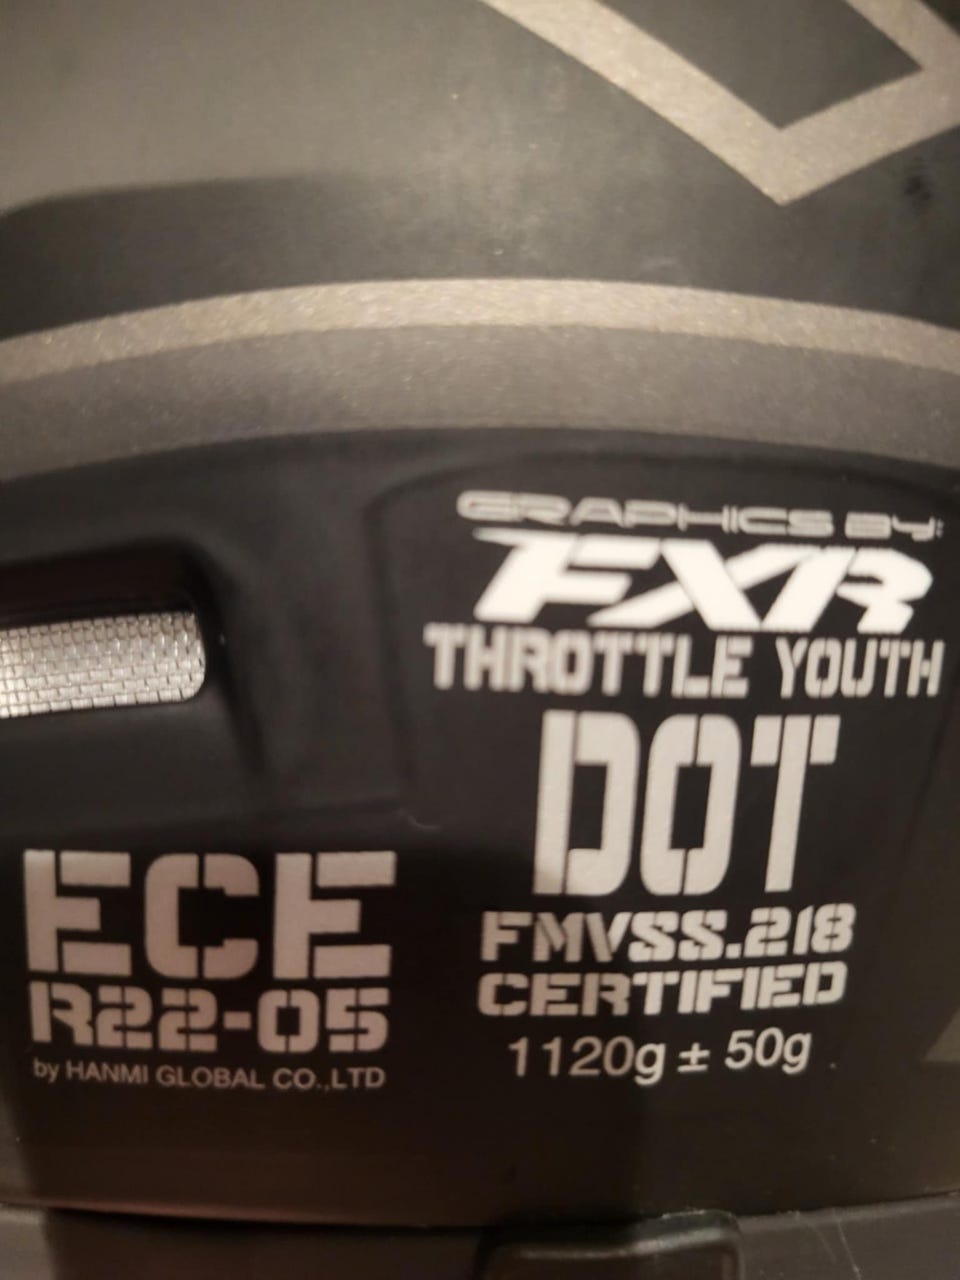 GRAPHICS BY:
FXR
THROTTLE YOUTH
DOT
FMVSS.218
CERTIFIED
1120g ± 50g
ECE
R22-05
by HANMI GLOBAL CO.,LTD